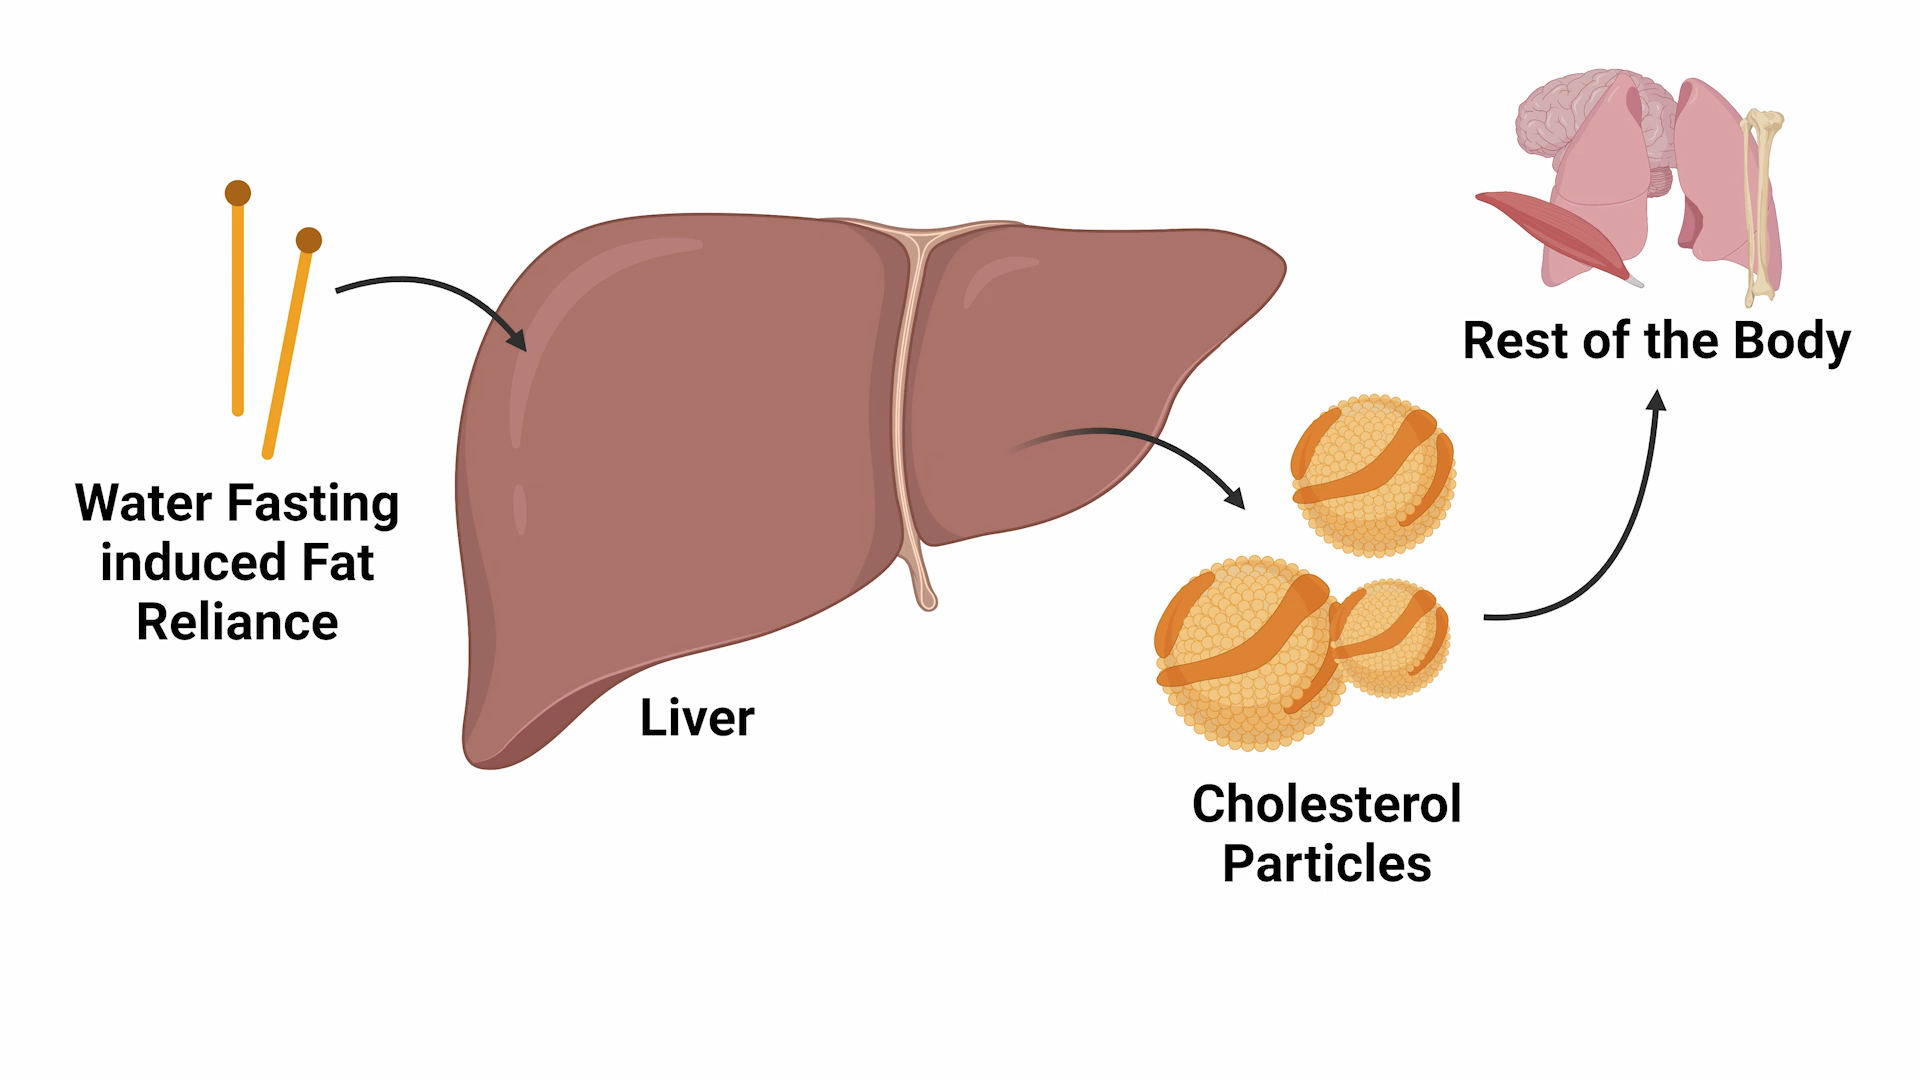 Water Fasting
induced Fat
Reliance
Liver
Cholesterol
Particles
Rest of the Body